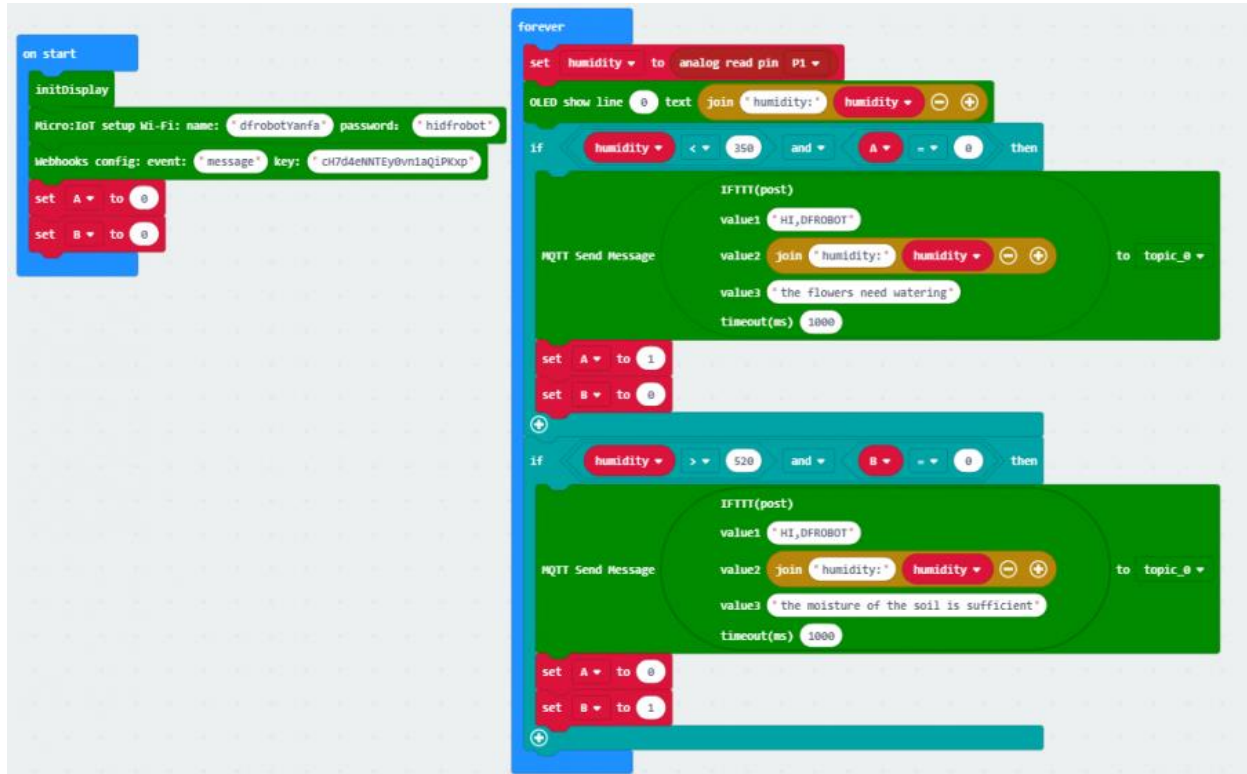 on start
initDisplay
Micro:IoT setup Wi-Fi: name: "dfrobotYanfa" password: "hidfrobot"
Webhooks config: event: "message" key: "cH7d4eNNTEy0vn1aQiPKxp"
set A to 0
set B to 0
forever
set humidity to analog read pin P1
OLED show line 0 text join "humidity:" humidity
if humidity < 350 and A = 0 then
IFTTT(post)
value1 "HI,DFROBOT"
MQTT Send Message value2 join "humidity:" humidity to topic_0
value3 "the flowers need watering"
timeout(ms) 1000
set A to 1
set B to 0
if humidity > 520 and B = 0 then
IFTTT(post)
value1 "HI,DFROBOT"
MQTT Send Message value2 join "humidity:" humidity to topic_0
value3 "the moisture of the soil is sufficient"
timeout(ms) 1000
set A to 0
set B to 1